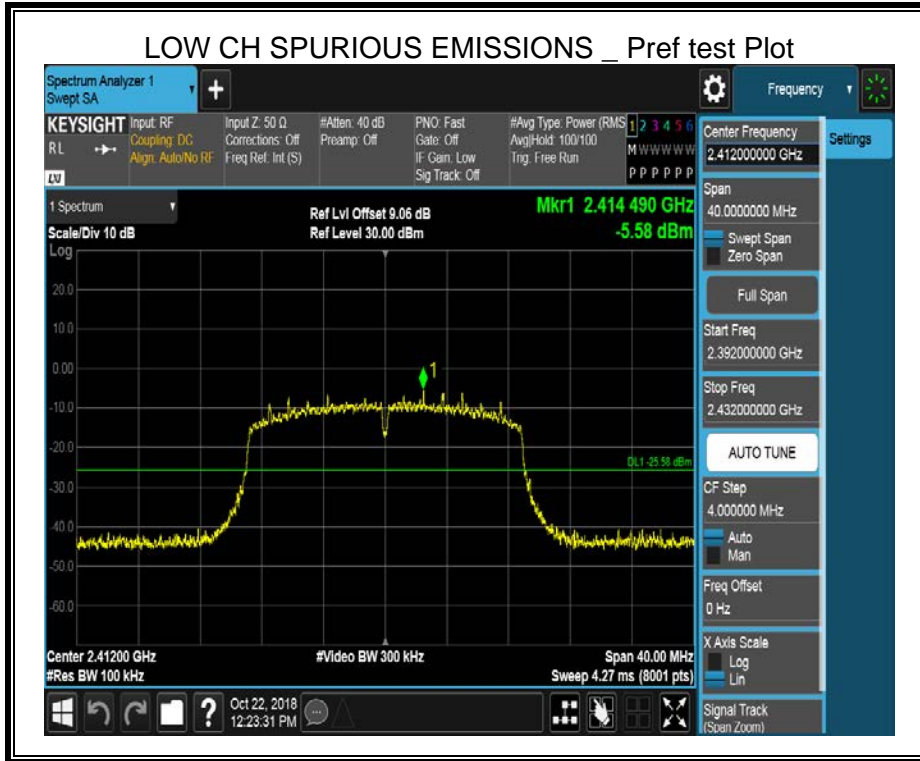 LOW CH SPURIOUS EMISSIONS _ Pref test Plot
Spectrum Analyzer 1
Swept SA
+
Frequency
KEYSIGHT
RL
LXI
Input: RF
Coupling: DC
Align: Auto/No RF
Input Z: 50 Ω
Corrections: Off
Freq Ref: Int (S)
#Atten: 40 dB
Preamp: Off
PNO: Fast
Gate: Off
IF Gain: Low
Sig Track: Off
#Avg Type: Power (RMS
Avg|Hold: 100/100
Trig: Free Run
1 2 3 4 5 6
M W W W W W
P P P P P P
Center Frequency
2.412000000 GHz
Settings
1 Spectrum
Scale/Div 10 dB
Ref Lvl Offset 9.06 dB
Ref Level 30.00 dBm
Mkr1 2.414 490 GHz
-5.58 dBm
Log
20.0
10.0
0.00
-10.0
-20.0
-30.0
-40.0
-50.0
-60.0
1
DL1 -25.58 dBm
Center 2.41200 GHz
#Res BW 100 kHz
#Video BW 300 kHz
Span 40.00 MHz
Sweep 4.27 ms (8001 pts)
Span
40.0000000 MHz
Swept Span
Zero Span
Full Span
Start Freq
2.392000000 GHz
Stop Freq
2.432000000 GHz
AUTO TUNE
CF Step
4.000000 MHz
Auto
Man
Freq Offset
0 Hz
X Axis Scale
Log
Lin
Signal Track
(Span Zoom)
?
Oct 22, 2018
12:23:31 PM